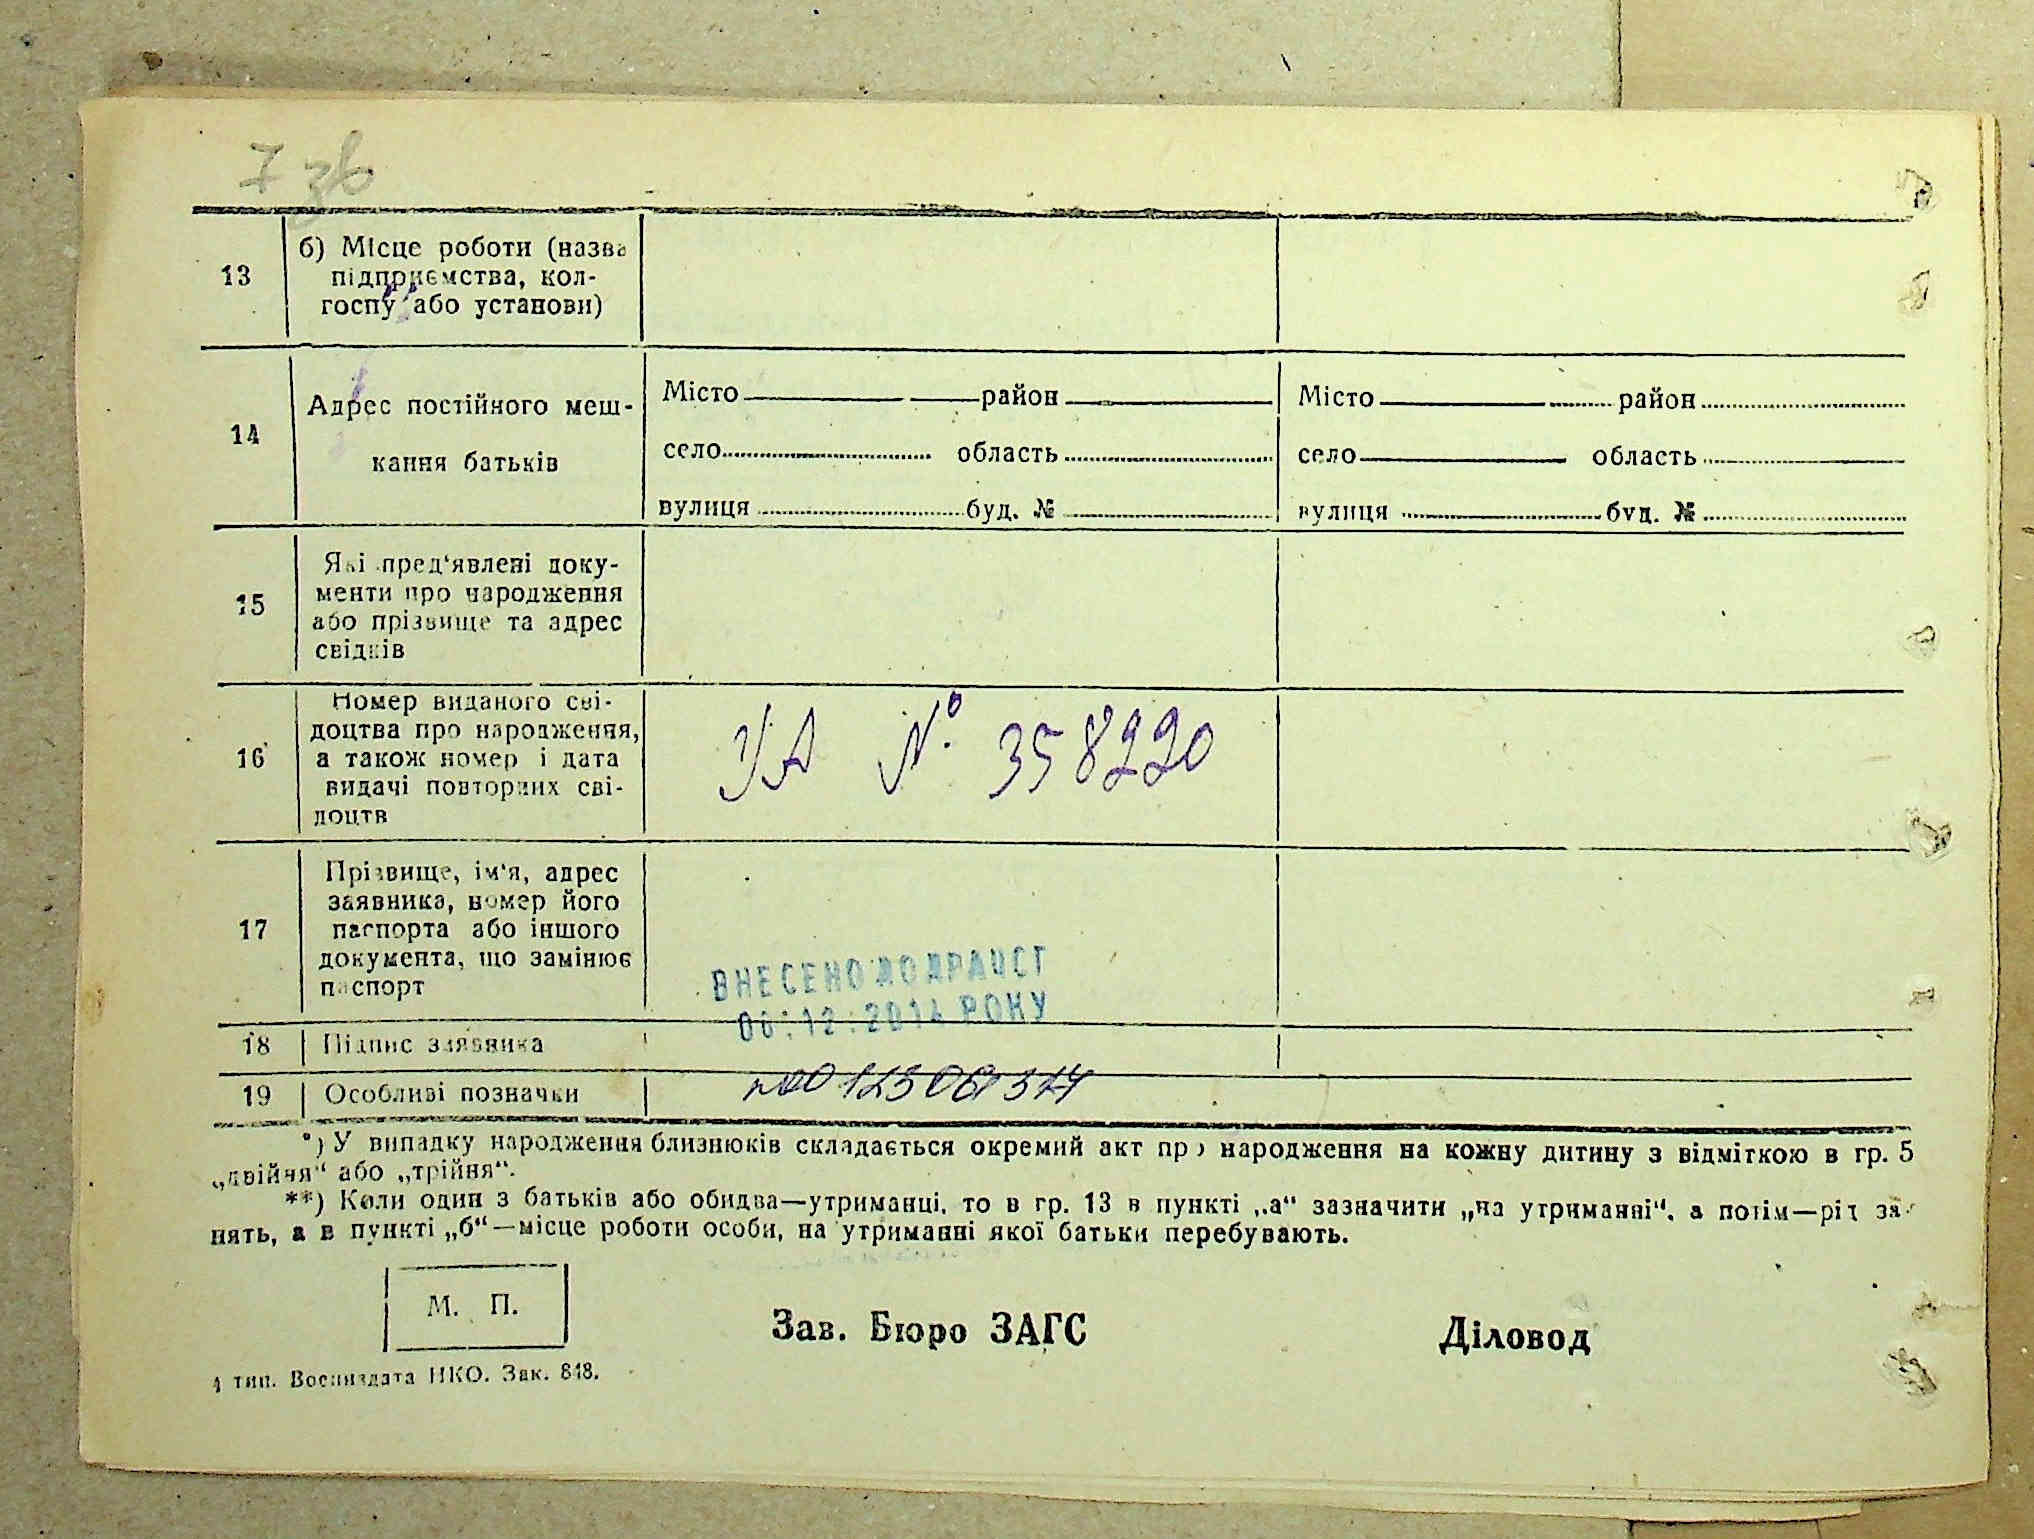 7 зв
13 б) Місце роботи (назва
підприємства, кол-
госпу або установи)
14 Адрес постійного меш-
кання батьків
Місто район Місто район
село область село область
вулиця буд. № вулиця буд. №
15 Які пред‘явлені доку-
менти про народження
або прізвище та адрес
свідків
16 Номер виданого сві-
доцтва про народження,
а також номер і дата
видачі повторних сві-
доцтв
УА № 358220
17 Прізвище, ім‘я, адрес
заявника, номер його
паспорта або іншого
документа, що замінює
паспорт
ВНЕСЕНО ДО ДРАЦСГ
12 2014 РОКУ
18 Підпис заявника
19 Особливі позначки
*) У випадку народження близнюків складається окремий акт про народження на кожну дитину з відміткою в гр. 5
„двійня“ або „трійня“.
**) Коли один з батьків або обидва—утриманці, то в гр. 13 в пункті „а“ зазначити „на утриманні“, а потім—рід за-
нять, а в пункті „б“—місце роботи особи, на утриманні якої батьки перебувають.
М. П.
Зав. Бюро ЗАГС Діловод
4 тип. Воениздата НКО. Зак. 848.